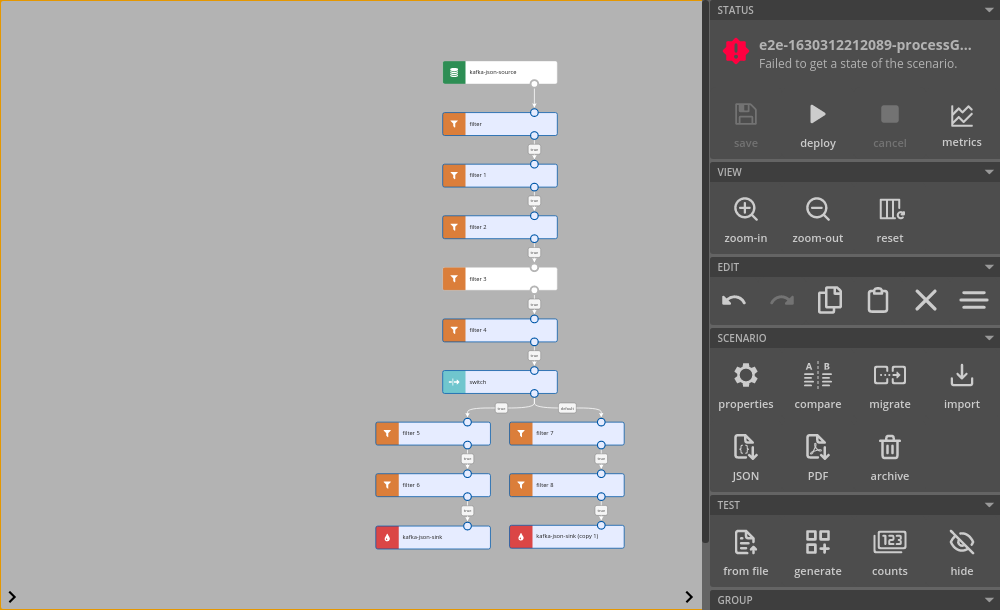 kafka-json-source
filter
true
filter 1
true
filter 2
true
filter 3
true
filter 4
true
switch
true
default
filter 5
filter 7
true
true
filter 6
filter 8
true
true
kafka-json-sink
kafka-json-sink (copy 1)
STATUS
e2e-1630312212089-processG...
Failed to get a state of the scenario.
save
deploy
cancel
metrics
VIEW
zoom-in
zoom-out
reset
EDIT
SCENARIO
A B
properties
compare
migrate
import
{}
JSON
PDF
archive
TEST
123
from file
generate
counts
hide
GROUP